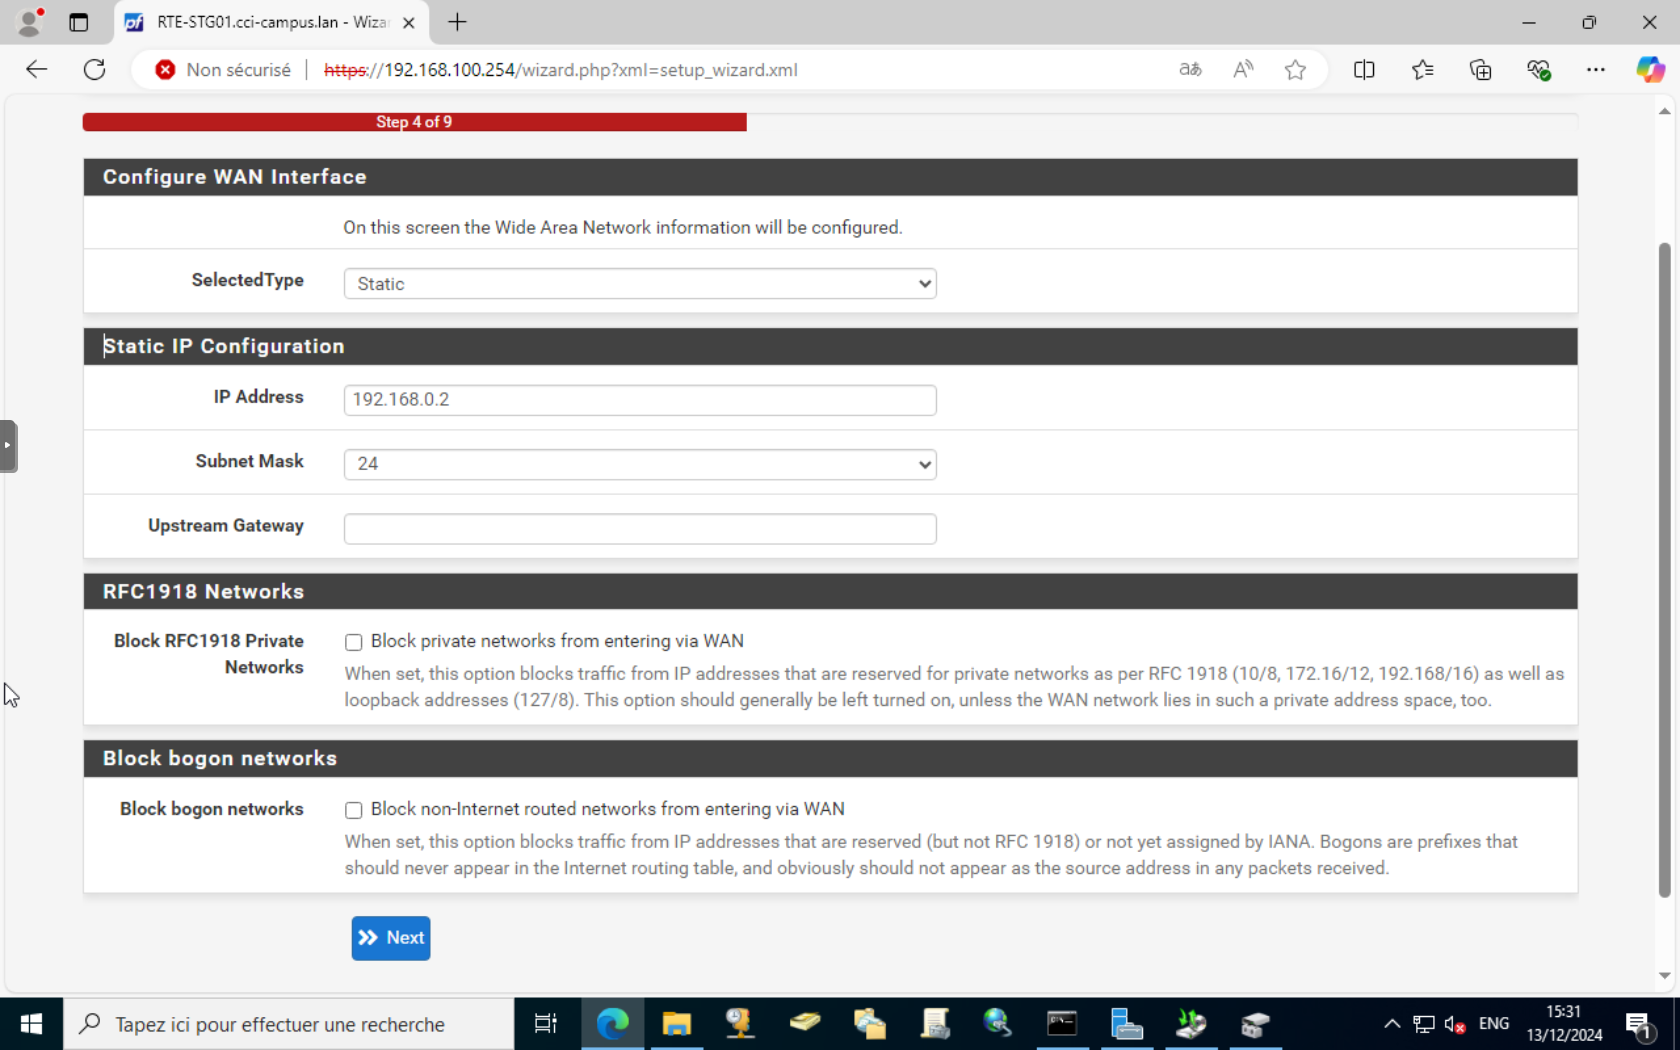 RTE-STG01.cci-campus.lan - Wiza
Non sécurisé
https://192.168.100.254/wizard.php?xml=setup_wizard.xml
Step 4 of 9
Configure WAN Interface
On this screen the Wide Area Network information will be configured.
SelectedType
Static
Static IP Configuration
IP Address
192.168.0.2
Subnet Mask
24
Upstream Gateway
RFC1918 Networks
Block RFC1918 Private
Networks
Block private networks from entering via WAN
When set, this option blocks traffic from IP addresses that are reserved for private networks as per RFC 1918 (10/8, 172.16/12, 192.168/16) as well as
loopback addresses (127/8). This option should generally be left turned on, unless the WAN network lies in such a private address space, too.
Block bogon networks
Block bogon networks
Block non-Internet routed networks from entering via WAN
When set, this option blocks traffic from IP addresses that are reserved (but not RFC 1918) or not yet assigned by IANA. Bogons are prefixes that
should never appear in the Internet routing table, and obviously should not appear as the source address in any packets received.
Next
Tapez ici pour effectuer une recherche
ENG
15:31
13/12/2024
1